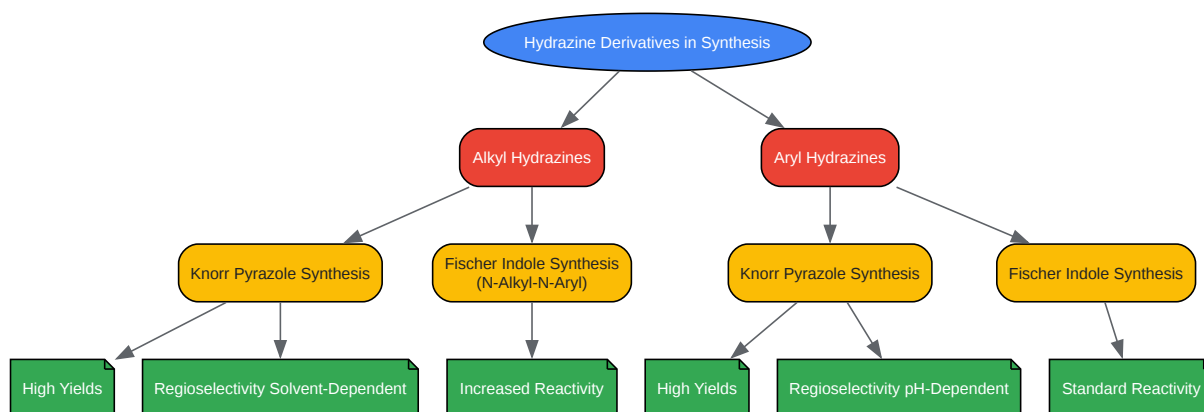 Hydrazine Derivatives in Synthesis
Alkyl Hydrazines
Aryl Hydrazines
Knorr Pyrazole Synthesis
Fischer Indole Synthesis
(N-Alkyl-N-Aryl)
Knorr Pyrazole Synthesis
Fischer Indole Synthesis
High Yields
Regioselectivity Solvent-Dependent
Increased Reactivity
High Yields
Regioselectivity pH-Dependent
Standard Reactivity